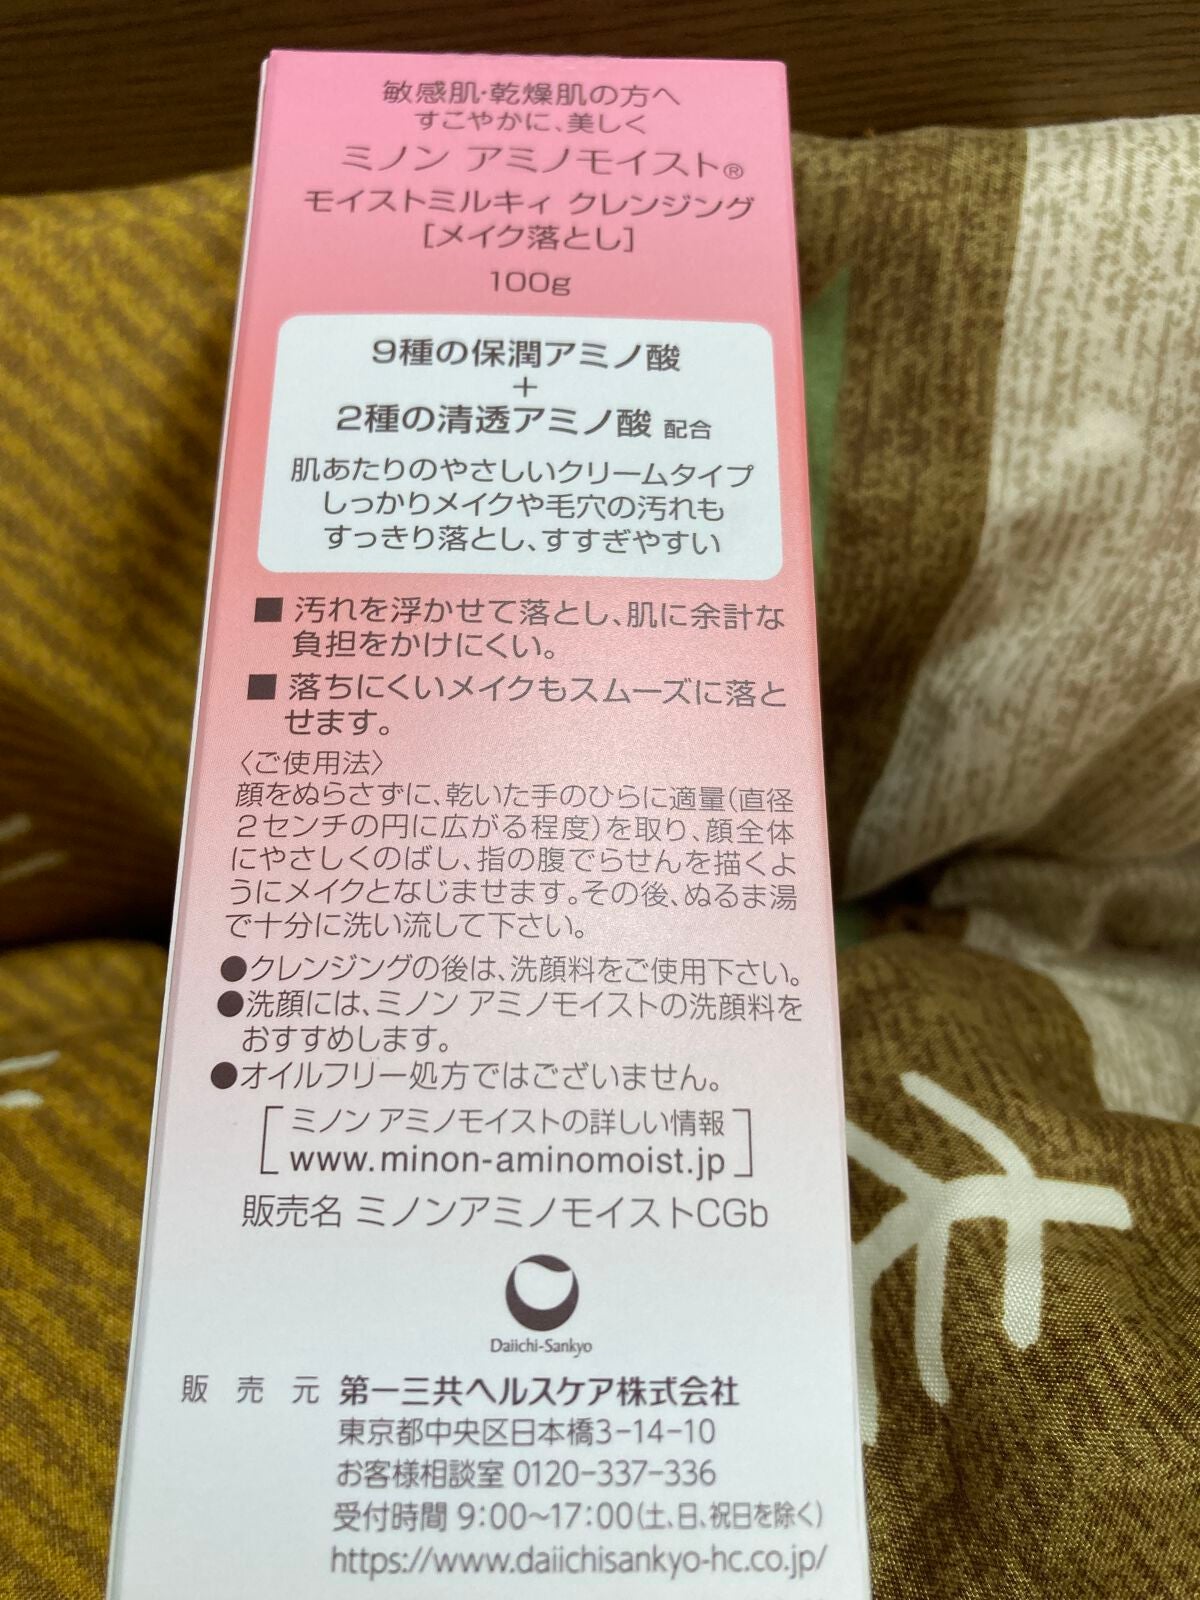 敏感肌・乾燥肌の方へ
すこやかに、美しく
ミノン アミノモイスト®
モイストミルキィ クレンジング
[メイク落とし]
100g
9種の保潤アミノ酸
+
2種の清透アミノ酸 配合
肌あたりのやさしいクリームタイプ
しっかりメイクや毛穴の汚れも
すっきり落とし、すすぎやすい
■ 汚れを浮かせて落とし、肌に余計な
負担をかけにくい。
■ 落ちにくいメイクもスムーズに落と
せます。
〈ご使用法〉
顔をぬらさずに、乾いた手のひらに適量(直径
2センチの円に広がる程度)を取り、顔全体
にやさしくのばし、指の腹でらせんを描くよ
うにメイクとなじませます。その後、ぬるま湯
で十分に洗い流して下さい。
●クレンジングの後は、洗顔料をご使用下さい。
●洗顔には、ミノン アミノモイストの洗顔料を
おすすめします。
●オイルフリー処方ではございません。
ミノン アミノモイストの詳しい情報
www.minon-aminomoist.jp
販売名 ミノンアミノモイストCGb
Daiichi-Sankyo
販売元 第一三共ヘルスケア株式会社
東京都中央区日本橋3-14-10
お客様相談室 0120-337-336
受付時間 9:00~17:00(土、日、祝日を除く)
https://www.daiichisankyo-hc.co.jp/